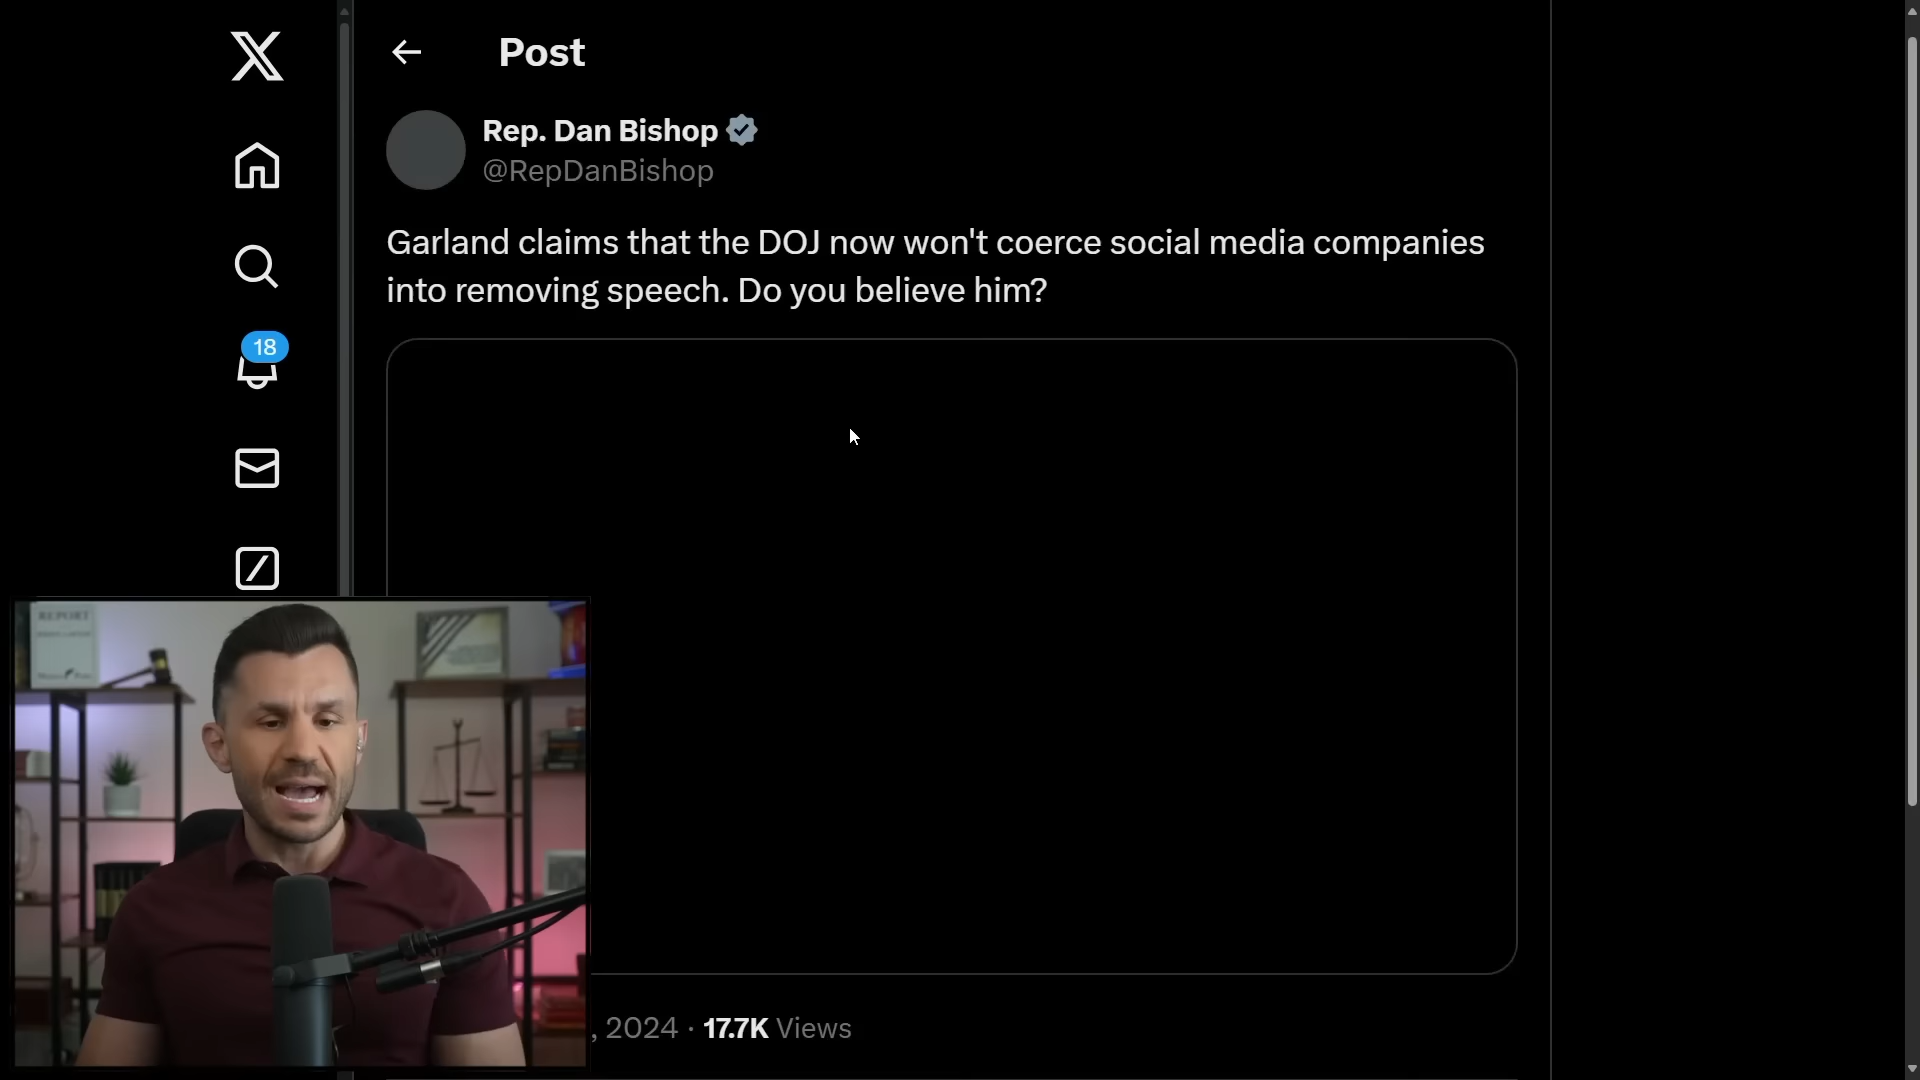 Post
Rep. Dan Bishop
@RepDanBishop
Garland claims that the DOJ now won't coerce social media companies
into removing speech. Do you believe him?
18
REPORT
, 2024 · 17.7K Views